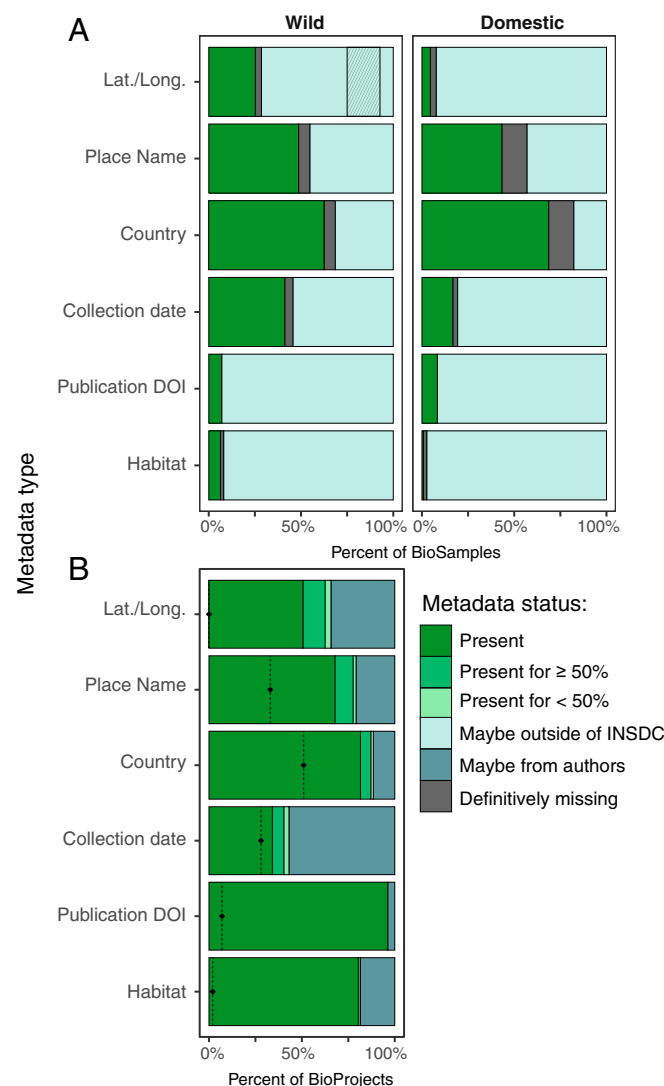 A
Wild
Domestic
Lat./Long.
Place Name
Country
Collection date
Publication DOI
Habitat
0%
50%
100%
0%
50%
100%
Percent of BioSamples
Metadata type
B
Lat./Long.
Place Name
Country
Collection date
Publication DOI
Habitat
0%
50%
100%
Percent of BioProjects
Metadata status:
Present
Present for ≥ 50%
Present for < 50%
Maybe outside of INSDC
Maybe from authors
Definitively missing